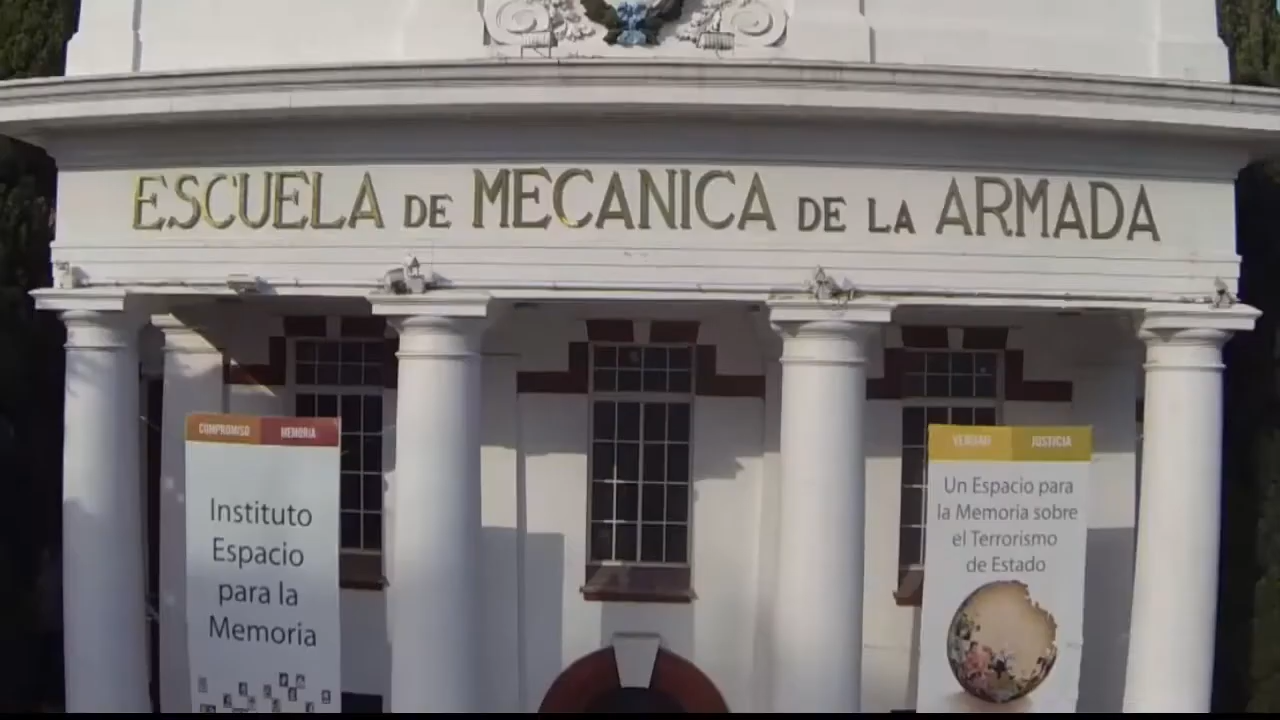 ESCUELA DE MECANICA DE LA ARMADA
COMPROMISO MEMORIA
Instituto
Espacio
para la
Memoria
VERDAD JUSTICIA
Un Espacio para
la Memoria sobre
el Terrorismo
de Estado